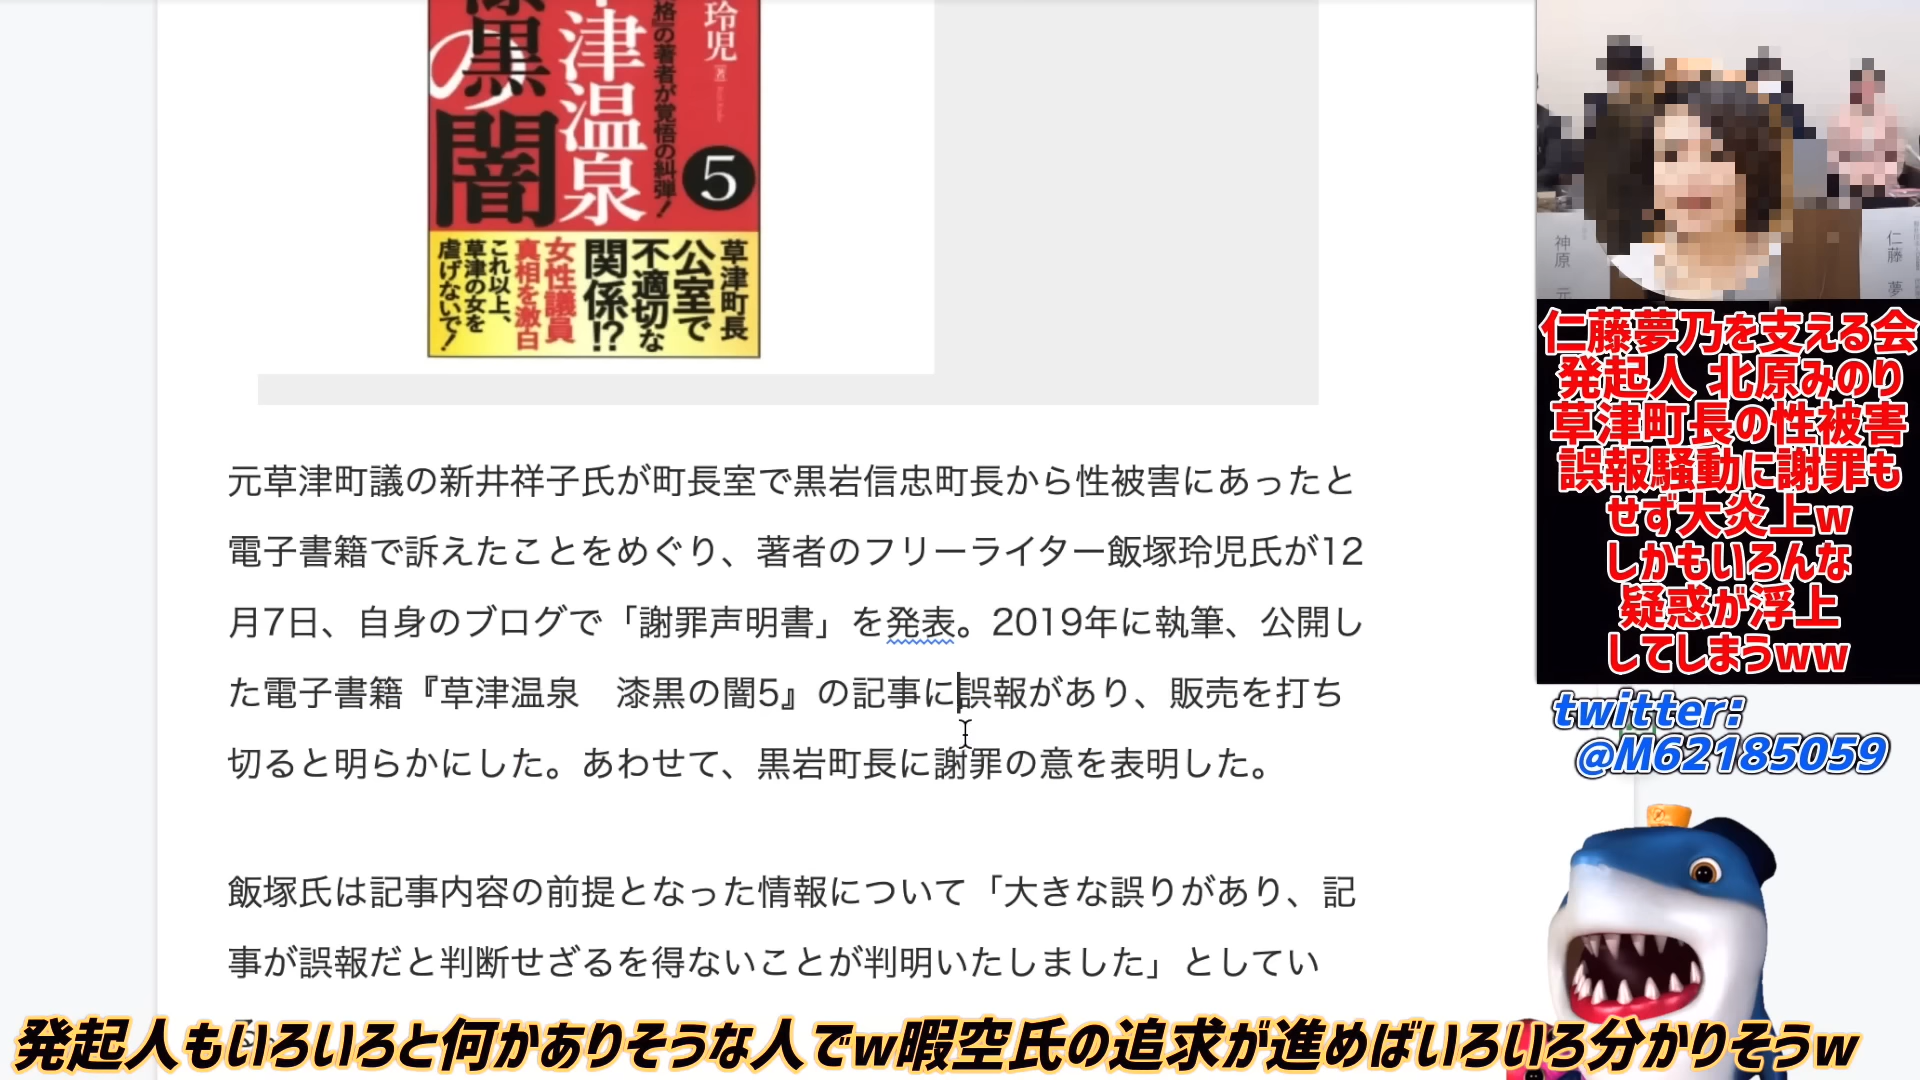 玲児
[著]
格』の著者が覚悟の糾弾!
津温泉
漆黒の闇
5
草津町長
公室で
不適切な
関係!?
女性議員
真相を激白
これ以上、
草津の女を
虐げないで!
元草津町議の新井祥子氏が町長室で黒岩信忠町長から性被害にあったと
電子書籍で訴えたことをめぐり、著者のフリーライター飯塚玲児氏が12
月7日、自身のブログで「謝罪声明書」を発表。2019年に執筆、公開し
た電子書籍『草津温泉　漆黒の闇5』の記事に誤報があり、販売を打ち
切ると明らかにした。あわせて、黒岩町長に謝罪の意を表明した。
飯塚氏は記事内容の前提となった情報について「大きな誤りがあり、記
事が誤報だと判断せざるを得ないことが判明いたしました」としてい
る。
神原 元
仁藤 夢
仁藤夢乃を支える会
発起人 北原みのり
草津町長の性被害
誤報騒動に謝罪も
せず大炎上w
しかもいろんな
疑惑が浮上
してしまうww
twitter:
@M62185059
発起人もいろいろと何かありそうな人でw暇空氏の追求が進めばいろいろ分かりそうw